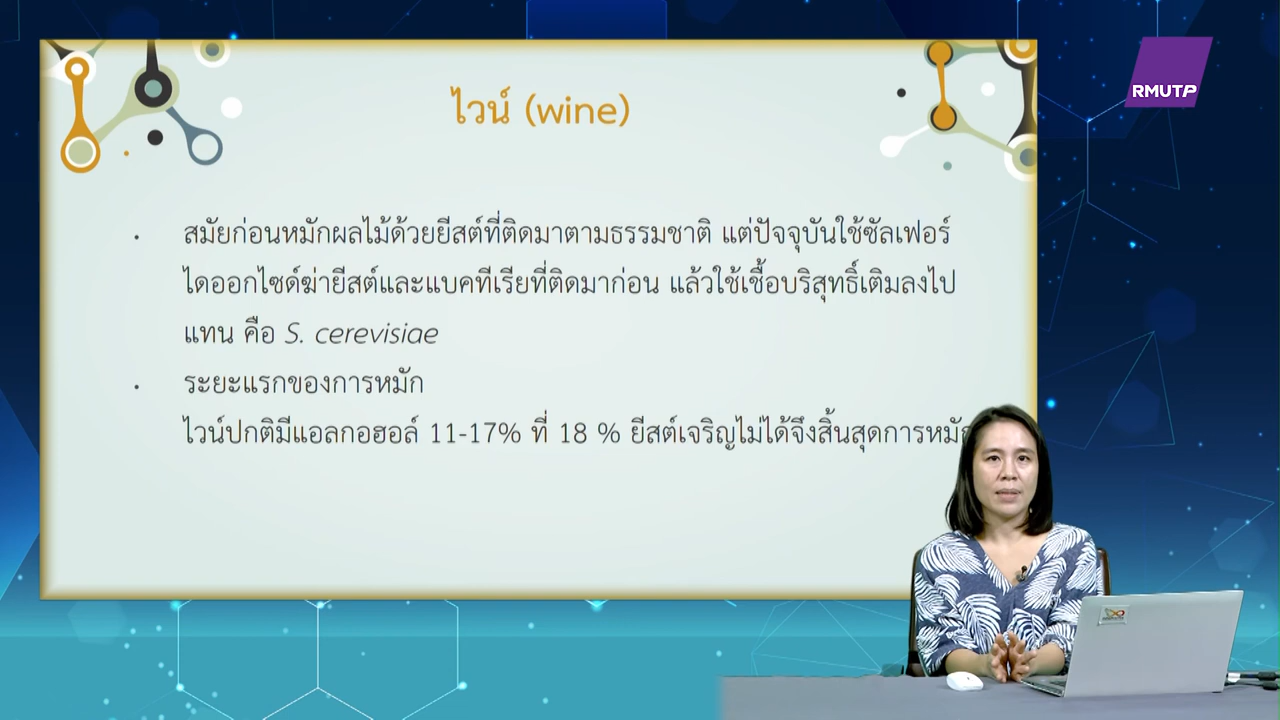 ไวน์ (wine)
RMUTP
• สมัยก่อนหมักผลไม้ด้วยยีสต์ที่ติดมาตามธรรมชาติ แต่ปัจจุบันใช้ซัลเฟอร์
ไดออกไซด์ฆ่ายีสต์และแบคทีเรียที่ติดมาก่อน แล้วใช้เชื้อบริสุทธิ์เติมลงไป
แทน คือ S. cerevisiae
• ระยะแรกของการหมัก
ไวน์ปกติมีแอลกอฮอล์ 11-17% ที่ 18 % ยีสต์เจริญไม่ได้จึงสิ้นสุดการหมัก